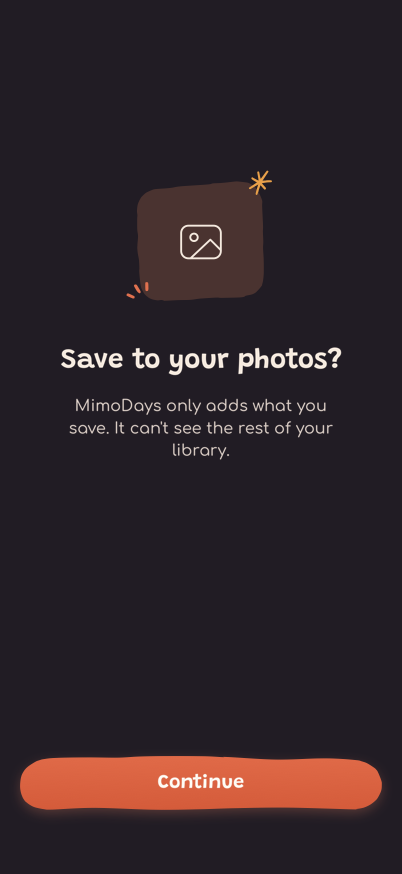 Save to your photos?
MimoDays only adds what you
save. It can't see the rest of your
library.
Continue